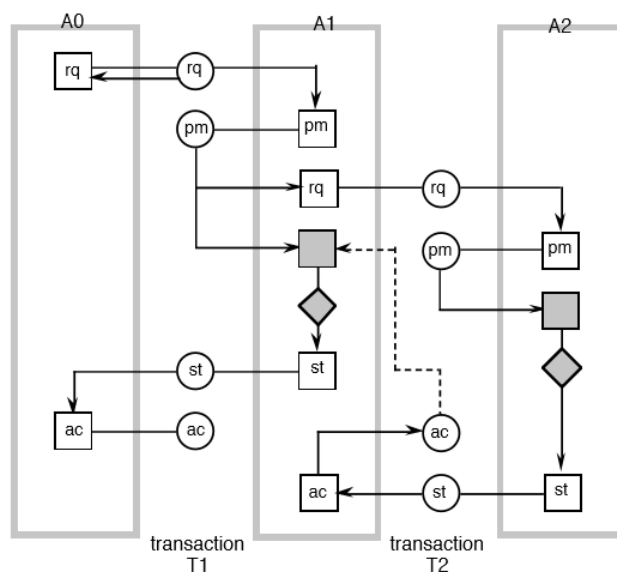 A0
A1
A2
rq
rq
pm
pm
rq
rq
pm
pm
st
st
ac
ac
ac
ac
st
st
transaction
T1
transaction
T2